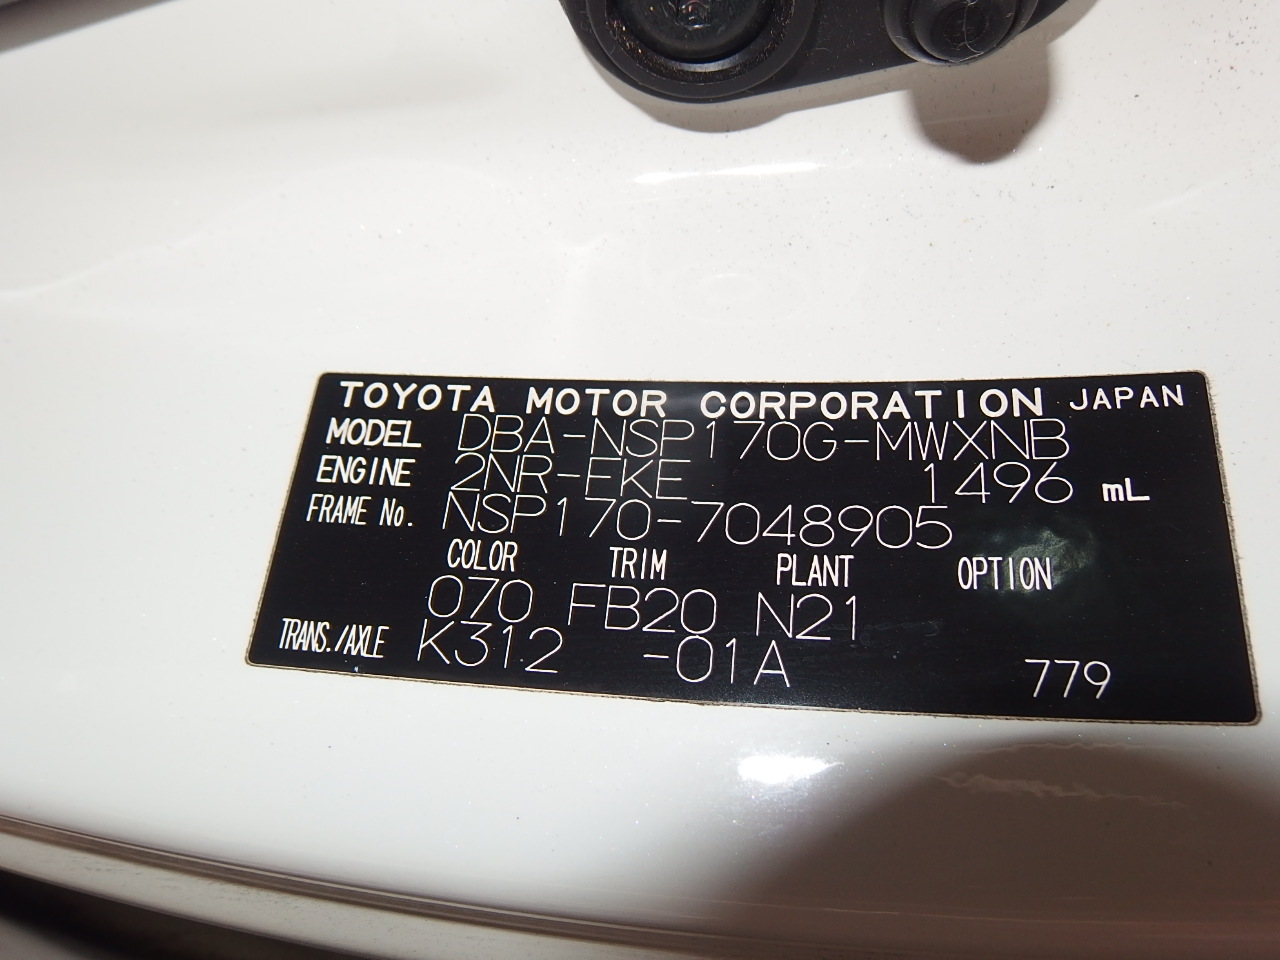 TOYOTA MOTOR CORPORATION JAPAN
MODEL DBA-NSP170G-MWXNB
ENGINE 2NR-FKE 1496 mL
FRAME No. NSP170-7048905
COLOR TRIM PLANT OPTION
070 FB20 N21
TRANS./AXLE K312 -01A 779